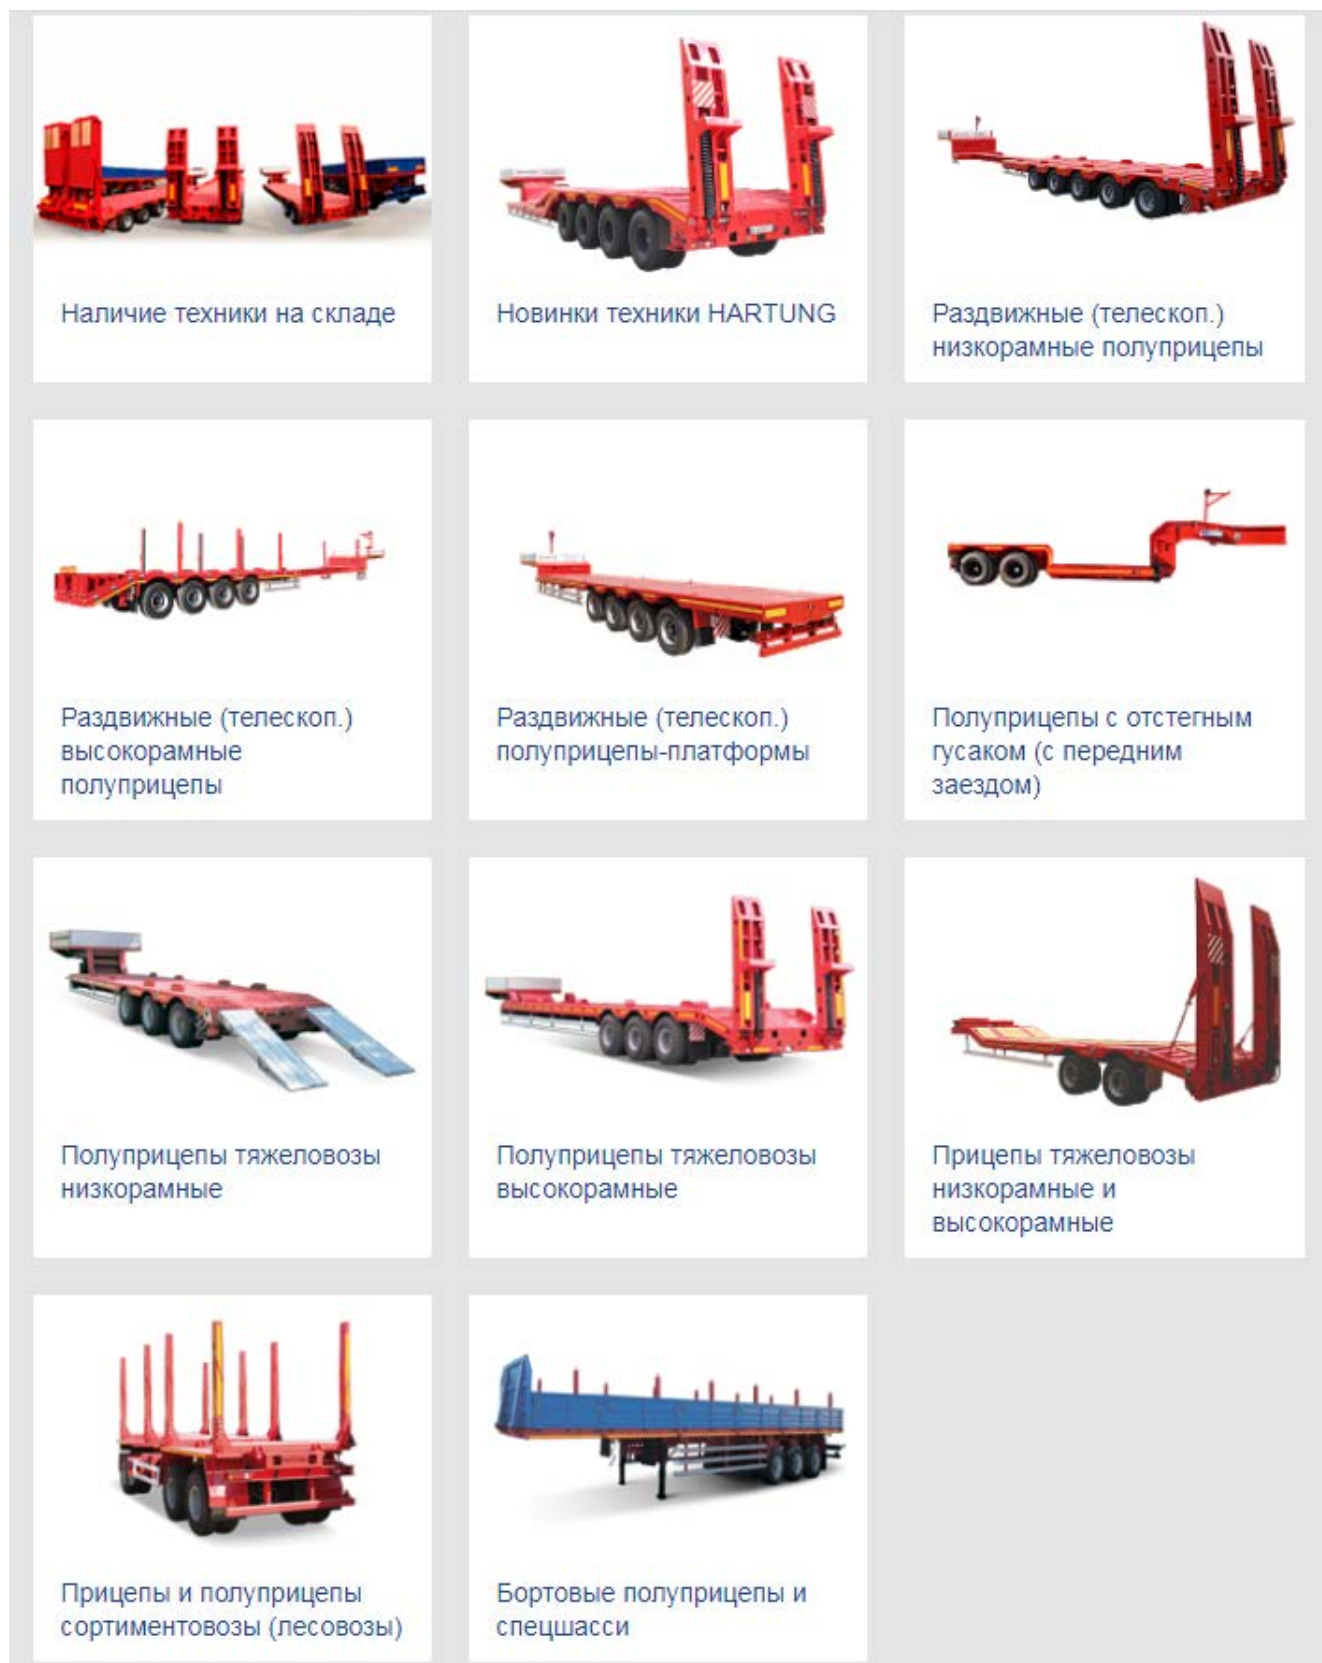 Наличие техники на складе
Новинки техники HARTUNG
Раздвижные (телескоп.)
низкорамные полуприцепы
Раздвижные (телескоп.)
высокорамные
полуприцепы
Раздвижные (телескоп.)
полуприцепы-платформы
Полуприцепы с отстегным
гусаком (с передним
заездом)
Полуприцепы тяжеловозы
низкорамные
Полуприцепы тяжеловозы
высокорамные
Прицепы тяжеловозы
низкорамные и
высокорамные
Прицепы и полуприцепы
сортиментовозы (лесовозы)
Бортовые полуприцепы и
спецшасси